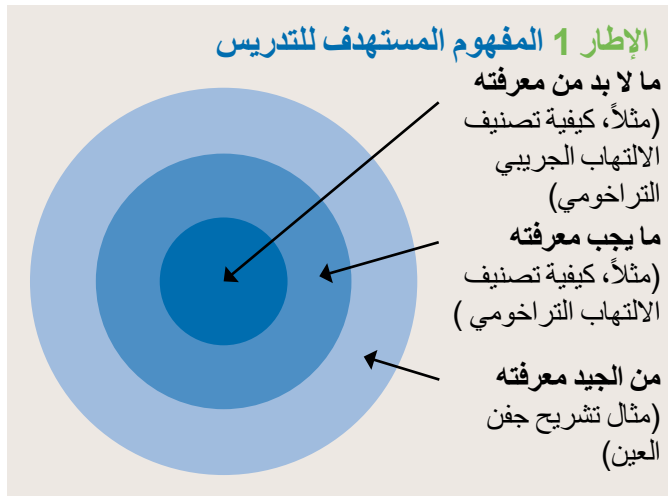 الإطار 1 المفهوم المستهدف للتدريس
ما لا بد من معرفته
(مثلاً، كيفية تصنيف
الالتهاب الجريبي
التراخومي)
ما يجب معرفته
(مثلاً، كيفية تصنيف
الالتهاب التراخومي )
من الجيد معرفته
(مثال تشريح جفن
العين)